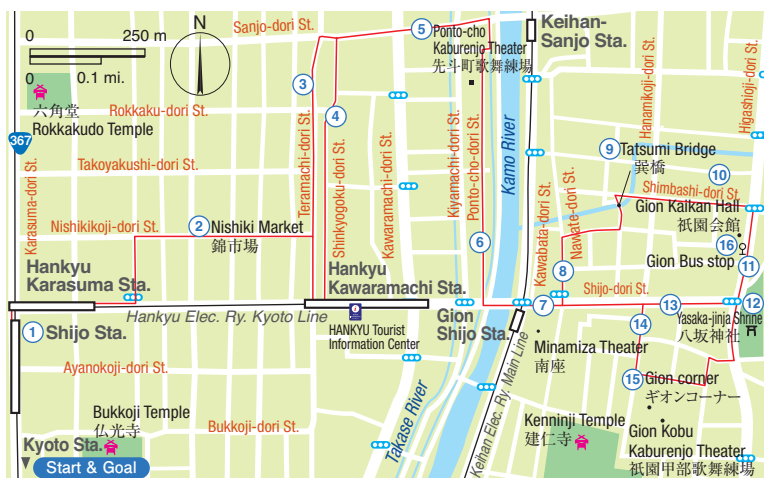 Sanjo-dori St.
N
0
250 m
0
0.1 mi.
六角堂
Rokkakudo Temple
367
Rokkaku-dori St.
Takoyakushi-dori St.
Karasuma-dori St.
Nishikikoji-dori St.
2
Nishiki Market
錦市場
3
4
Teramachi-dori St.
Shinkyogoku-dori St.
Kawaramachi-dori St.
5
Ponto-cho
Kaburenjo Theater
先斗町歌舞練場
Kiyamachi-dori St.
Ponto-cho-dori St.
6
Kamo River
Keihan-
Sanjo Sta.
Hanamikoji-dori St.
Higashioji-dori St.
9
Tatsumi Bridge
巽橋
10
Shimbashi-dori St.
Kawabata-dori St.
Nawate-dori St.
Gion Kaikan Hall
祇園会館
16
Gion Bus stop
11
8
7
Shijo-dori St.
13
12
Yasaka-jinja Shrine
八坂神社
14
Hankyu
Karasuma Sta.
Hankyu
Kawaramachi Sta.
Hankyu Elec. Ry. Kyoto Line
HANKYU Tourist
Information Center
Gion
Shijo Sta.
1
Shijo Sta.
Ayanokoji-dori St.
Minamiza Theater
南座
15
Gion corner
ギオンコーナー
Bukkoji Temple
仏光寺
Bukkoji-dori St.
Takase River
Keihan Elec. Ry. Main Line
Kenninji Temple
建仁寺
Gion Kobu
Kaburenjo Theater
祇園甲部歌舞練場
Kyoto Sta.
Start & Goal